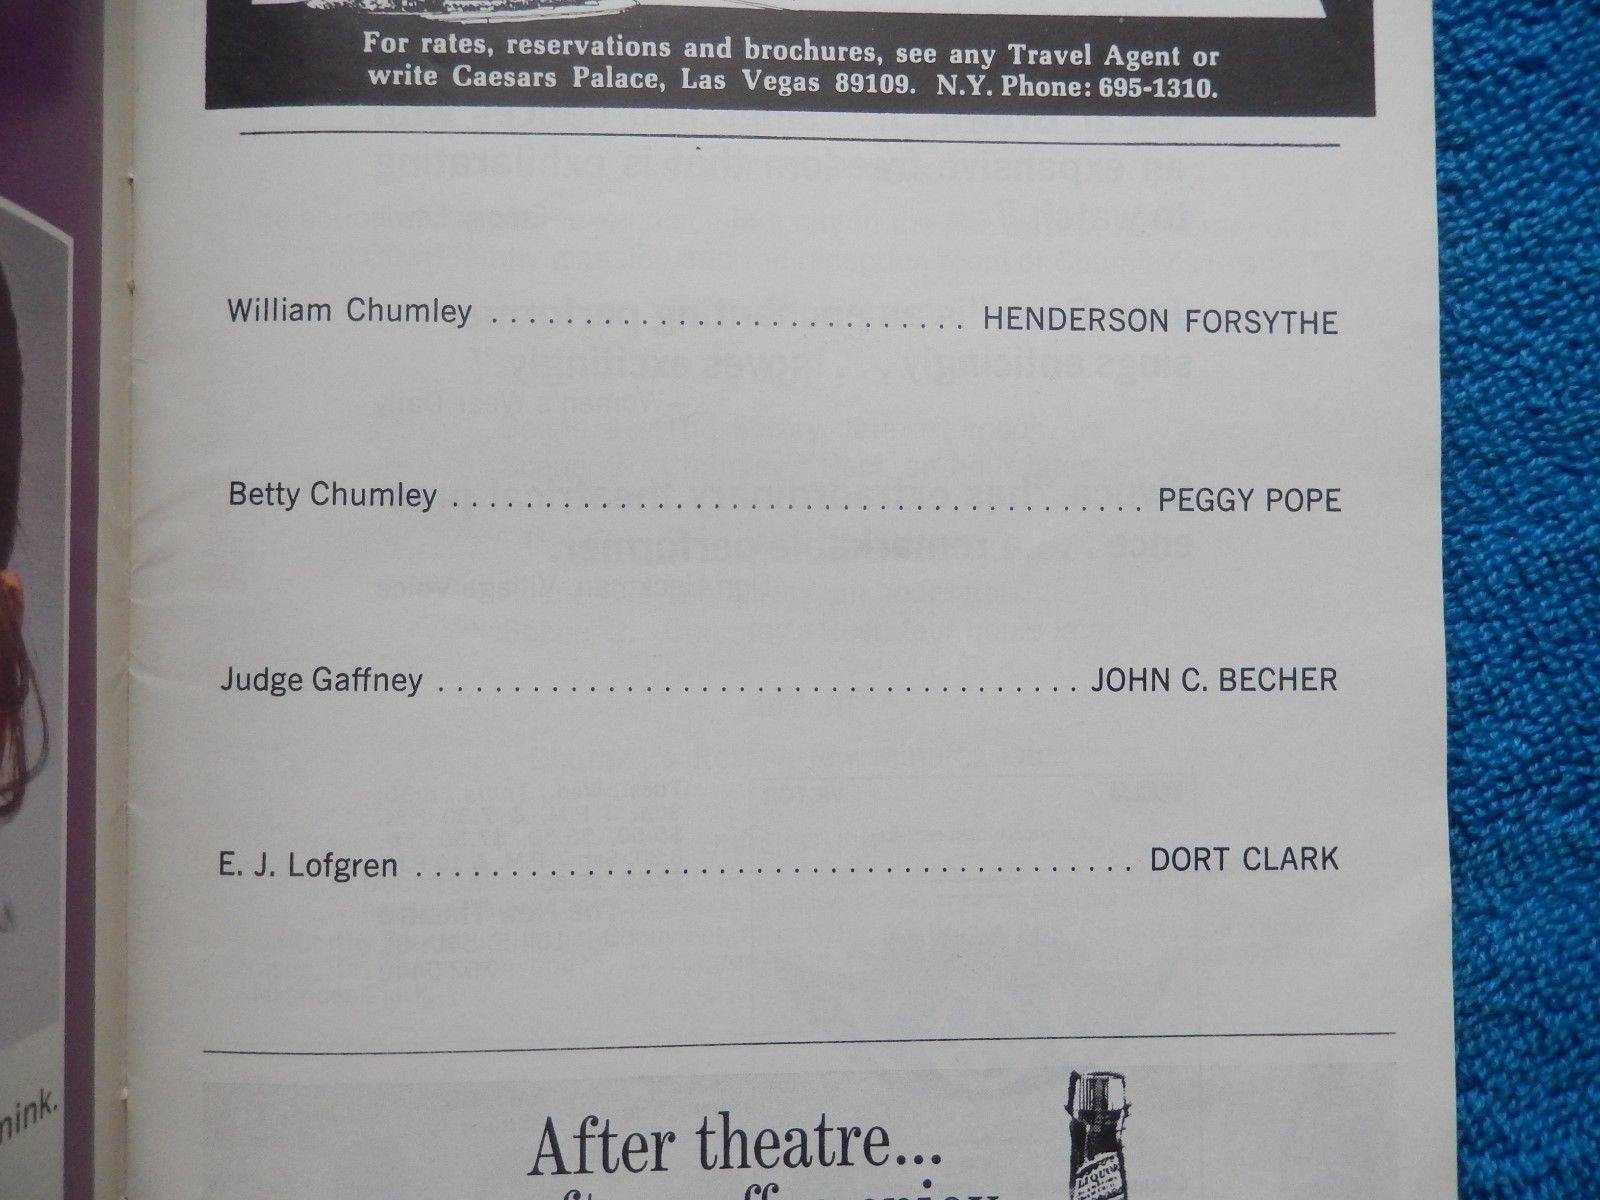 For rates, reservations and brochures, see any Travel Agent or
write Caesars Palace, Las Vegas 89109. N.Y. Phone: 695-1310.
William Chumley . . . . . . . . . . . . . . . . . . . . . . . . . . HENDERSON FORSYTHE
Betty Chumley . . . . . . . . . . . . . . . . . . . . . . . . . . . . . . . . . . . . . . PEGGY POPE
Judge Gaffney . . . . . . . . . . . . . . . . . . . . . . . . . . . . . . . . . . . JOHN C. BECHER
E. J. Lofgren . . . . . . . . . . . . . . . . . . . . . . . . . . . . . . . . . . . . . . . DORT CLARK
mink.
After theatre...
LIQUOR